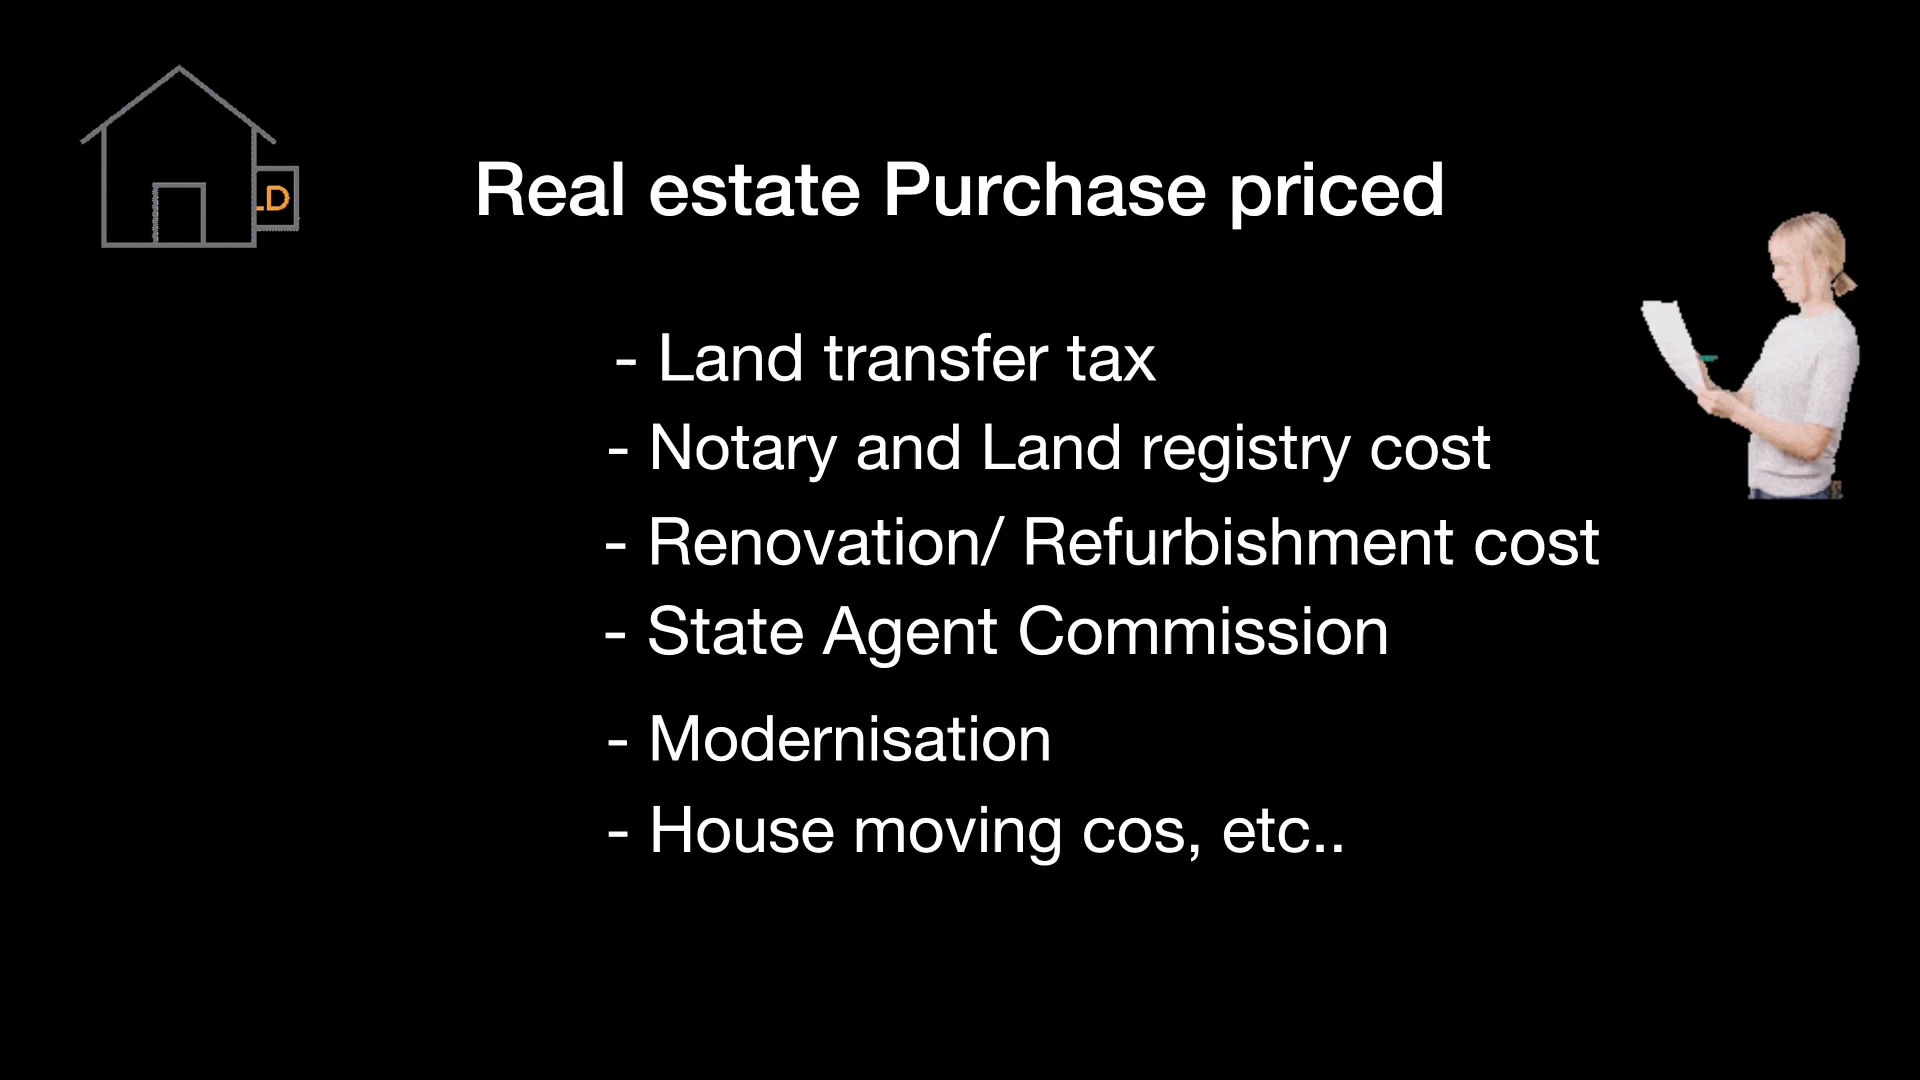 Real estate Purchase priced
LD
- Land transfer tax
- Notary and Land registry cost
- Renovation/ Refurbishment cost
- State Agent Commission
- Modernisation
- House moving cos, etc..